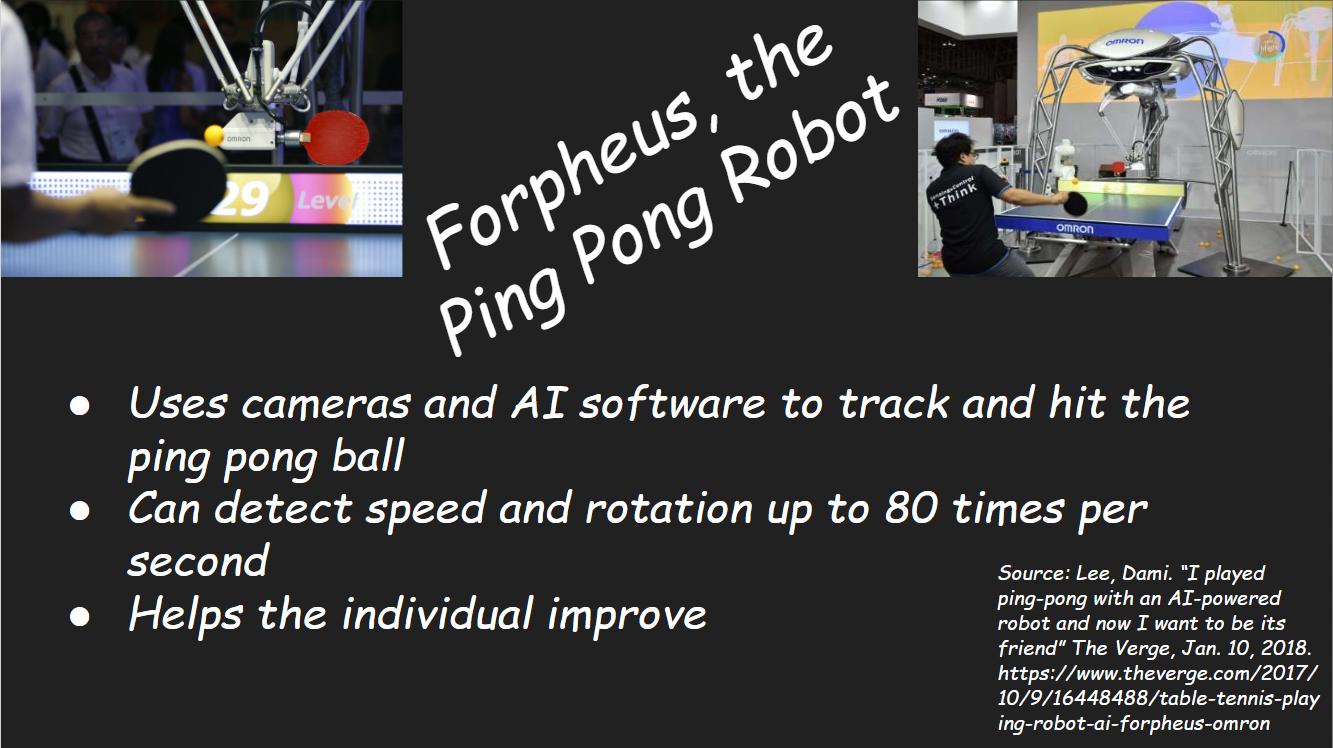 Forpheus, the
Ping Pong Robot
omron
29
Level
OMRON
Sensing & Control
+Think
OMRON
● Uses cameras and AI software to track and hit the
ping pong ball
● Can detect speed and rotation up to 80 times per
second
● Helps the individual improve
Source: Lee, Dami. “I played
ping-pong with an AI-powered
robot and now I want to be its
friend” The Verge, Jan. 10, 2018.
https://www.theverge.com/2017/
10/9/16448488/table-tennis-play
ing-robot-ai-forpheus-omron